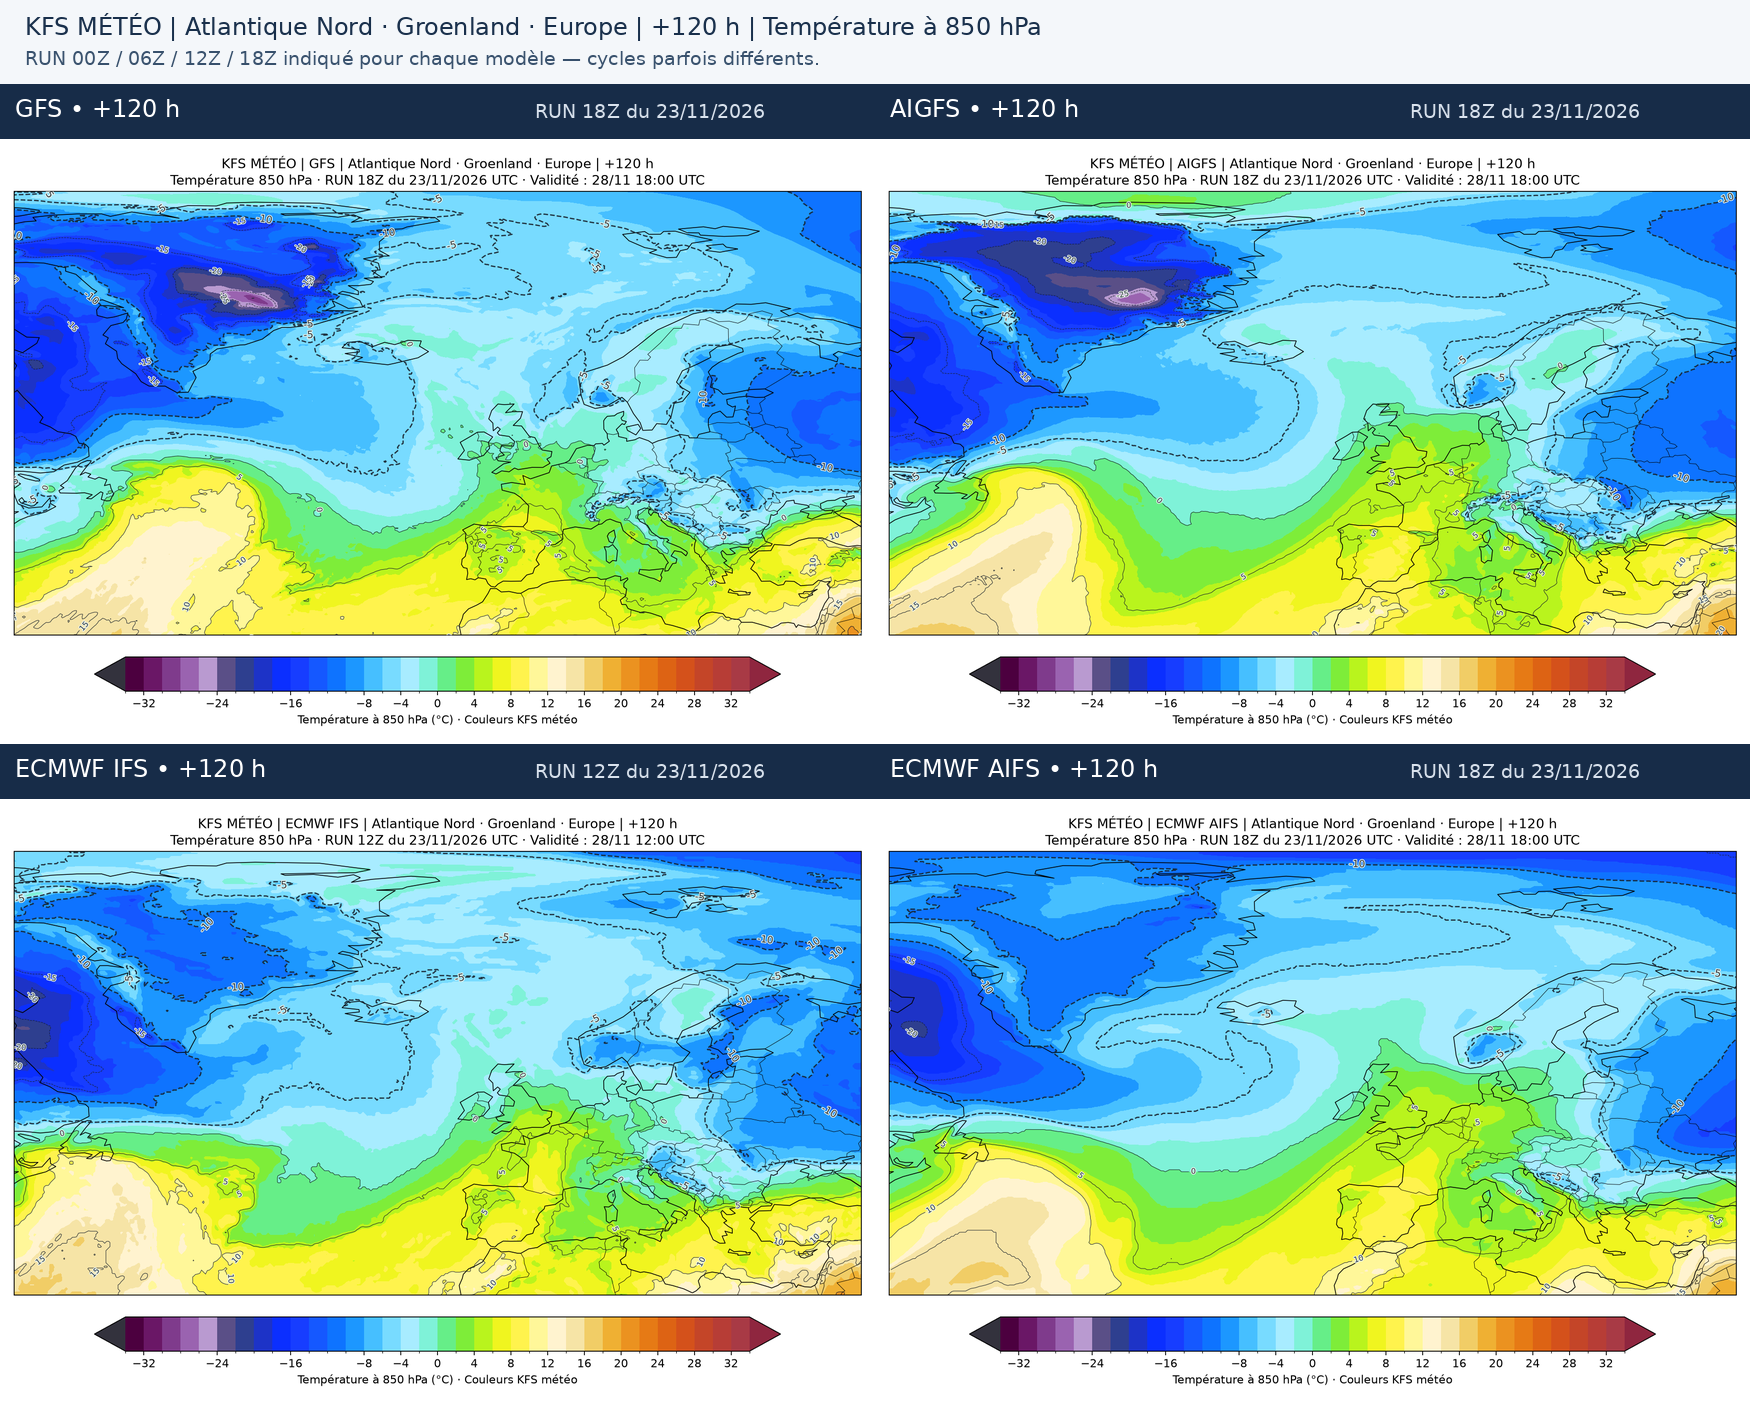 KFS MÉTÉO | Atlantique Nord · Groenland · Europe | +120 h | Température à 850 hPa
RUN 00Z / 06Z / 12Z / 18Z indiqué pour chaque modèle — cycles parfois différents.
GFS • +120 h
RUN 18Z du 23/11/2026
KFS MÉTÉO | GFS | Atlantique Nord · Groenland · Europe | +120 h
Température 850 hPa · RUN 18Z du 23/11/2026 UTC · Validité : 28/11 18:00 UTC
−32 −24 −16 −8 −4 0 4 8 12 16 20 24 28 32
Température à 850 hPa (°C) · Couleurs KFS météo
AIGFS • +120 h
RUN 18Z du 23/11/2026
KFS MÉTÉO | AIGFS | Atlantique Nord · Groenland · Europe | +120 h
Température 850 hPa · RUN 18Z du 23/11/2026 UTC · Validité : 28/11 18:00 UTC
−32 −24 −16 −8 −4 0 4 8 12 16 20 24 28 32
Température à 850 hPa (°C) · Couleurs KFS météo
ECMWF IFS • +120 h
RUN 12Z du 23/11/2026
KFS MÉTÉO | ECMWF IFS | Atlantique Nord · Groenland · Europe | +120 h
Température 850 hPa · RUN 12Z du 23/11/2026 UTC · Validité : 28/11 12:00 UTC
−32 −24 −16 −8 −4 0 4 8 12 16 20 24 28 32
Température à 850 hPa (°C) · Couleurs KFS météo
ECMWF AIFS • +120 h
RUN 18Z du 23/11/2026
KFS MÉTÉO | ECMWF AIFS | Atlantique Nord · Groenland · Europe | +120 h
Température 850 hPa · RUN 18Z du 23/11/2026 UTC · Validité : 28/11 18:00 UTC
−32 −24 −16 −8 −4 0 4 8 12 16 20 24 28 32
Température à 850 hPa (°C) · Couleurs KFS météo